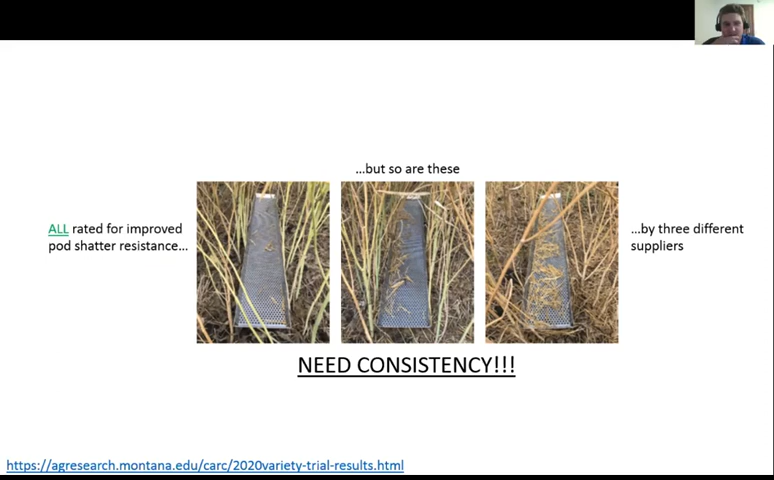 ...but so are these
ALL rated for improved
pod shatter resistance...
...by three different
suppliers
NEED CONSISTENCY!!!
https://agresearch.montana.edu/carc/2020variety-trial-results.html